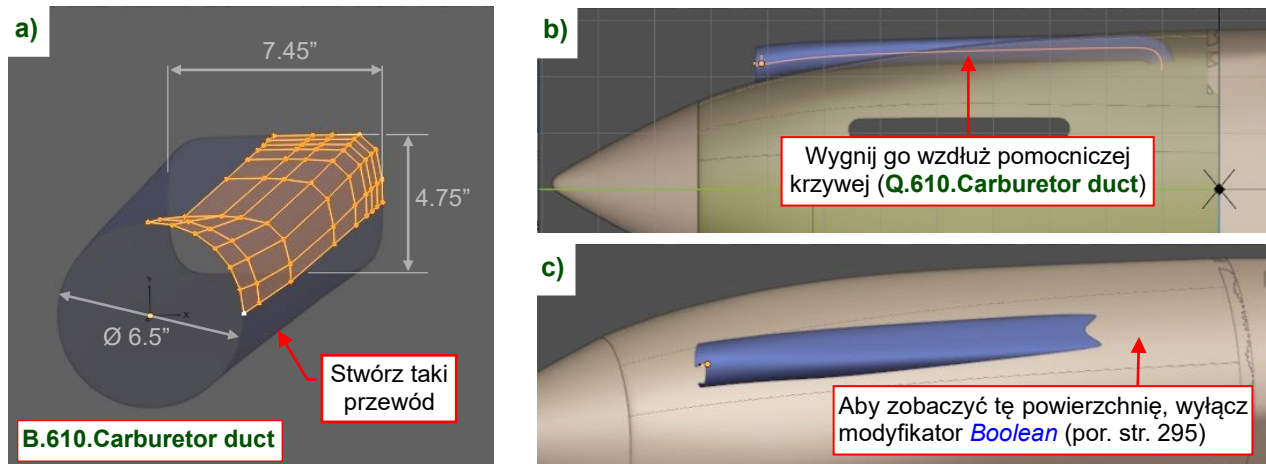 a)
7.45”
4.75”
Ø 6.5”
Stwórz taki
przewód
B.610.Carburetor duct
b)
Wygnij go wzdłuż pomocniczej
krzywej (Q.610.Carburetor duct)
c)
Aby zobaczyć tę powierzchnię, wyłącz
modyfikator Boolean (por. str. 295)